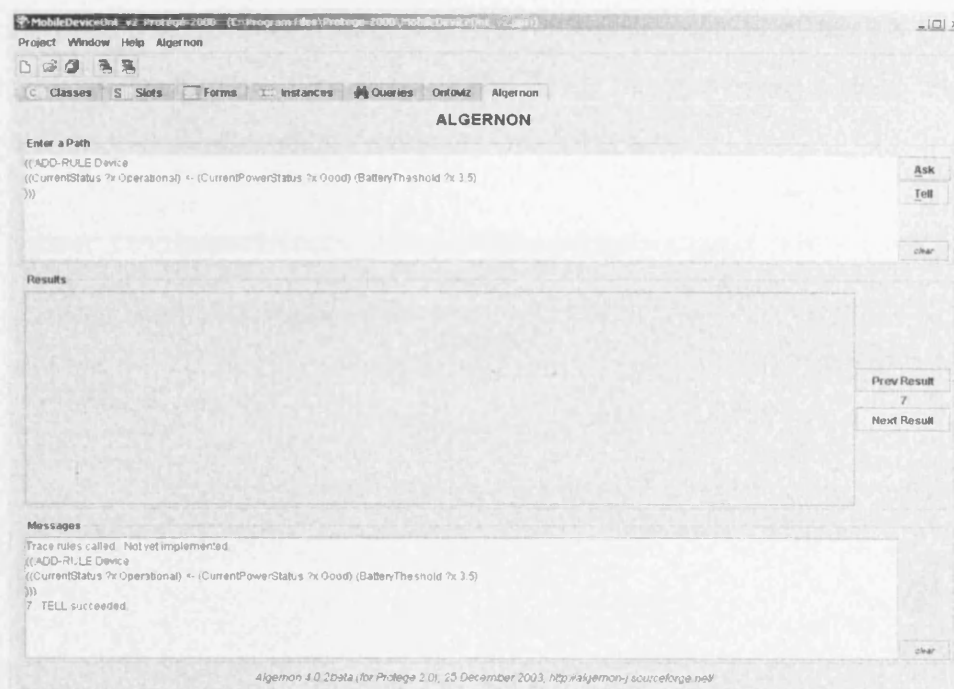 MobileDeviceOnt_v2 Protégé-2000
Project Window Help Algernon
C Classes S Slots Forms Instances Queries Ontoviz Algernon
ALGERNON
Enter a Path
((ADD-RULE Device
((CurrentStatus ?x Operational) <- (CurrentPowerStatus ?x Good) (BatteryTheshold ?x 3.5)
)))
Ask
Tell
clear
Results
Prev Result
7
Next Result
Messages
Trace rules called. Not yet implemented.
((ADD-RULE Device
((CurrentStatus ?x Operational) <- (CurrentPowerStatus ?x Good) (BatteryTheshold ?x 3.5)
)))
7 TELL succeeded.
clear
Algernon 4.0.2beta (for Protege 2.0), 25 December 2003, http://algernon-j.sourceforge.net/